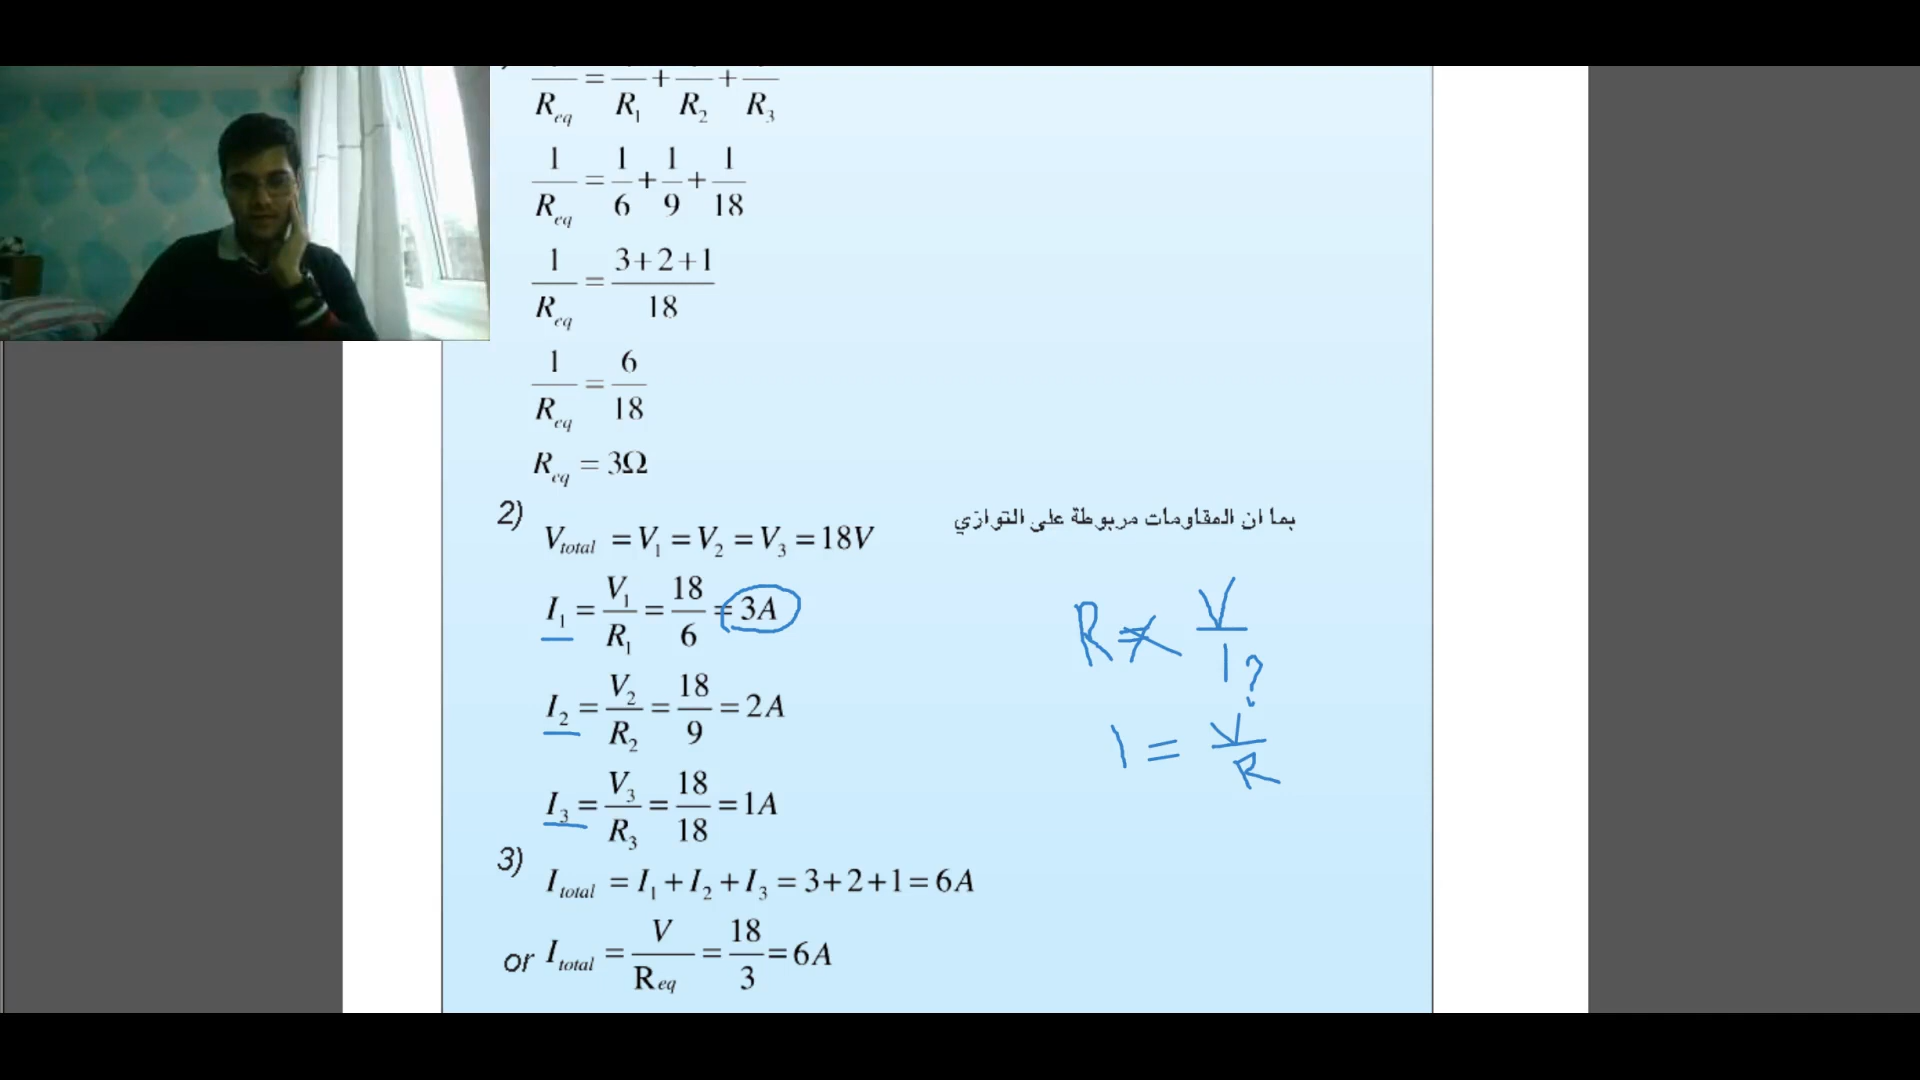 ― = ― + ― + ―
R_eq R_1 R_2 R_3
1/R_eq = 1/6 + 1/9 + 1/18
1/R_eq = (3+2+1)/18
1/R_eq = 6/18
R_eq = 3Ω
2)
V_total = V_1 = V_2 = V_3 = 18V
بما ان المقاومات مربوطة على التوازي
I_1 = V_1/R_1 = 18/6 = 3A
R = V/I
?
I_2 = V_2/R_2 = 18/9 = 2A
I = V/R
I_3 = V_3/R_3 = 18/18 = 1A
3)
I_total = I_1 + I_2 + I_3 = 3+2+1 = 6A
or I_total = V/R_eq = 18/3 = 6A